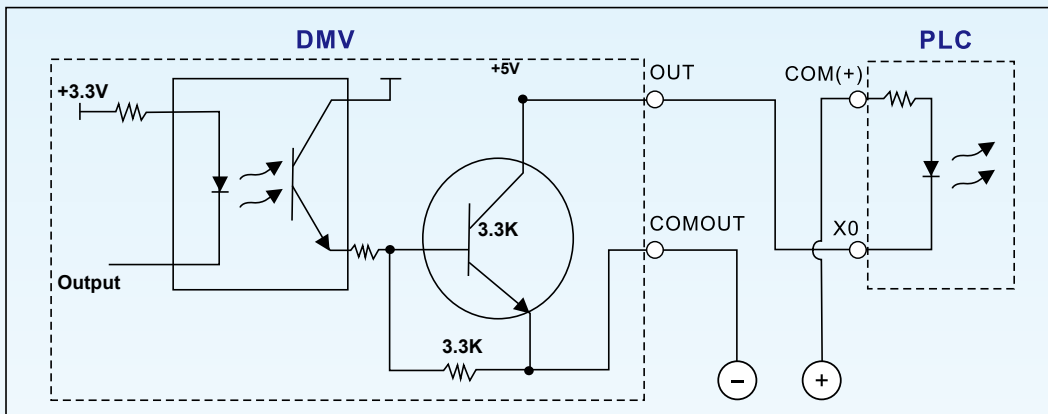 DMV
PLC
+5V
OUT
COM(+)
+3.3V
COMOUT
X0
3.3K
Output
3.3K
−
+